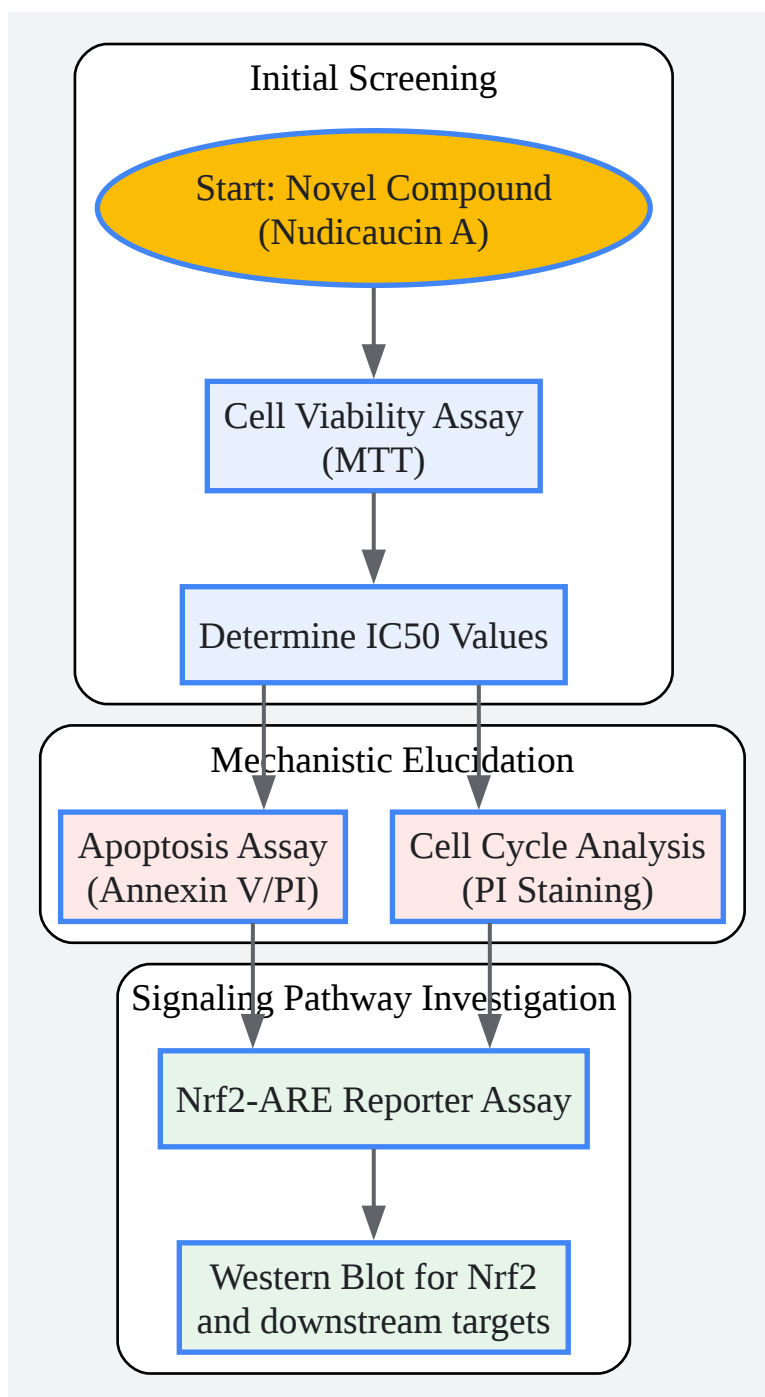 Initial Screening
Start: Novel Compound
(Nudicaucin A)
Cell Viability Assay
(MTT)
Determine IC50 Values
Mechanistic Elucidation
Apoptosis Assay
(Annexin V/PI)
Cell Cycle Analysis
(PI Staining)
Signaling Pathway Investigation
Nrf2-ARE Reporter Assay
Western Blot for Nrf2
and downstream targets